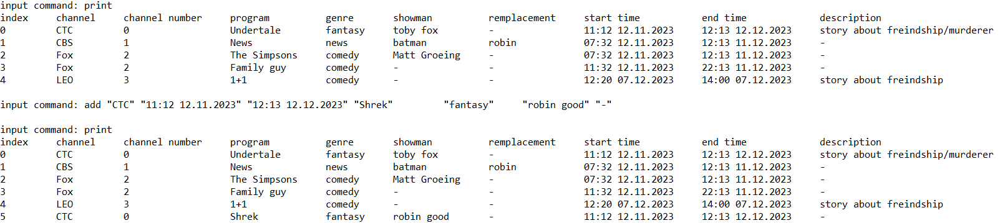 input command: print
index     channel     channel number     program          genre     showman          remplacement     start time           end time             description
0         CTC         0                  Undertale        fantasy   toby fox         -                11:12 12.11.2023     12:13 12.12.2023     story about freindship/murderer
1         CBS         1                  News             news      batman           robin            07:32 12.11.2023     12:13 11.12.2023     -
2         Fox         2                  The Simpsons     comedy    Matt Groeing     -                07:32 12.11.2023     12:13 11.12.2023     -
3         Fox         2                  Family guy       comedy    -                -                11:32 12.11.2023     22:13 11.12.2023     -
4         LEO         3                  1+1              comedy    -                -                12:20 07.12.2023     14:00 07.12.2023     story about freindship
input command: add "CTC" "11:12 12.11.2023" "12:13 12.12.2023" "Shrek"         "fantasy"     "robin good" "-"
input command: print
index     channel     channel number     program          genre     showman          remplacement     start time           end time             description
0         CTC         0                  Undertale        fantasy   toby fox         -                11:12 12.11.2023     12:13 12.12.2023     story about freindship/murderer
1         CBS         1                  News             news      batman           robin            07:32 12.11.2023     12:13 11.12.2023     -
2         Fox         2                  The Simpsons     comedy    Matt Groeing     -                07:32 12.11.2023     12:13 11.12.2023     -
3         Fox         2                  Family guy       comedy    -                -                11:32 12.11.2023     22:13 11.12.2023     -
4         LEO         3                  1+1              comedy    -                -                12:20 07.12.2023     14:00 07.12.2023     story about freindship
5         CTC         0                  Shrek            fantasy   robin good       -                11:12 12.11.2023     12:13 12.12.2023     -